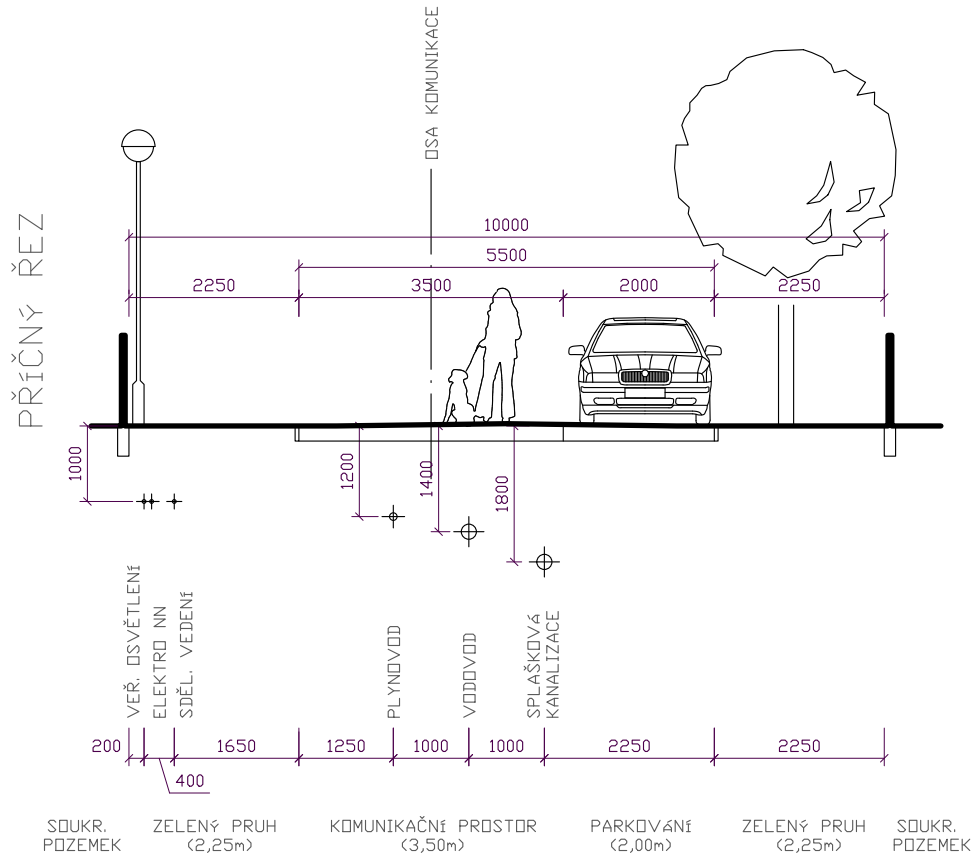 OSA KOMUNIKACE
PŘÍČNÝ ŘEZ
10000
5500
2250
3500
2000
2250
1000
1200
1400
1800
VEŘ. OSVĚTLENÍ
ELEKTRO NN
SDĚL. VEDENÍ
PLYNOVOD
VODOVOD
SPLAŠKOVÁ
KANALIZACE
200
1650
1250
1000
1000
2250
2250
400
SOUKR.
POZEMEK
ZELENÝ PRUH
(2,25m)
KOMUNIKAČNÍ PROSTOR
(3,50m)
PARKOVÁNÍ
(2,00m)
ZELENÝ PRUH
(2,25m)
SOUKR.
POZEMEK